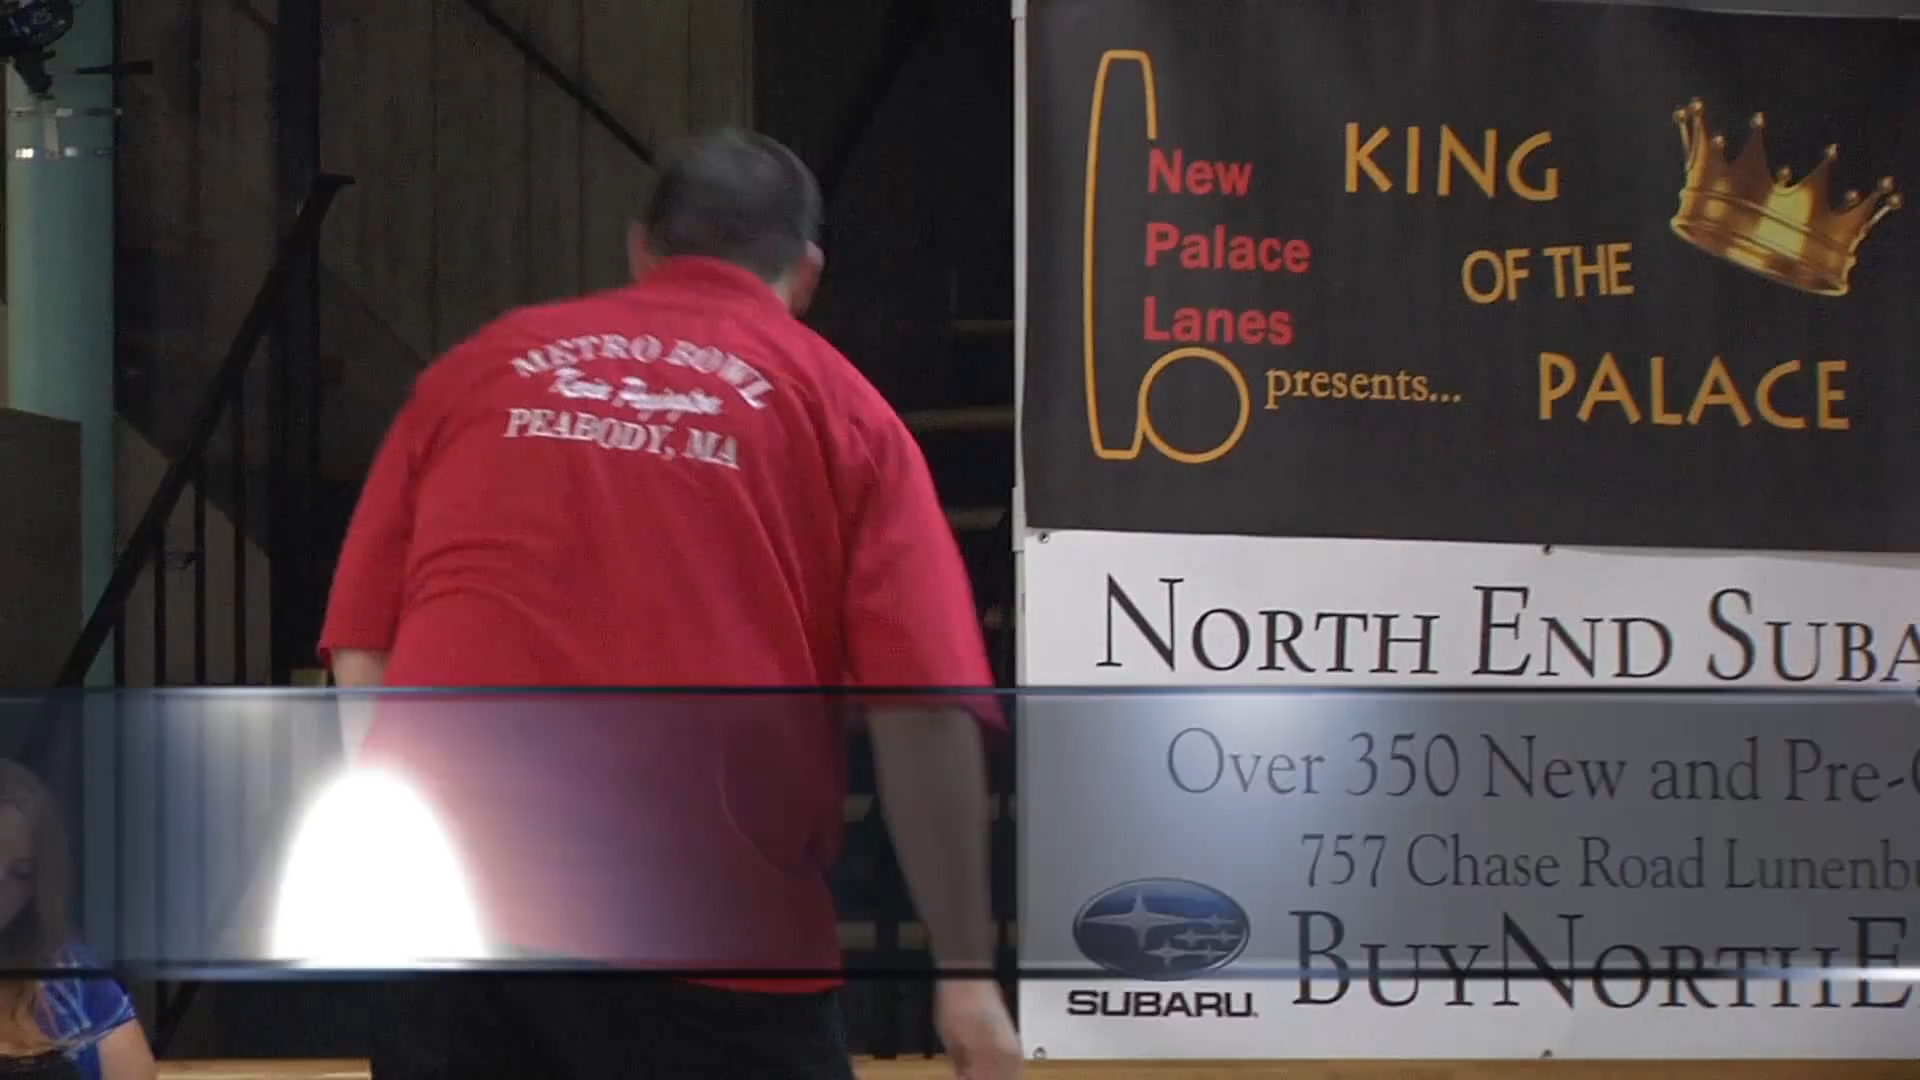 METRO BOWL
PEABODY, MA
New
Palace
Lanes
presents...
KING
OF THE
PALACE
NORTH END SUBA
Over 350 New and Pre-
757 Chase Road Lunenbu
BUYNORTHE
SUBARU.